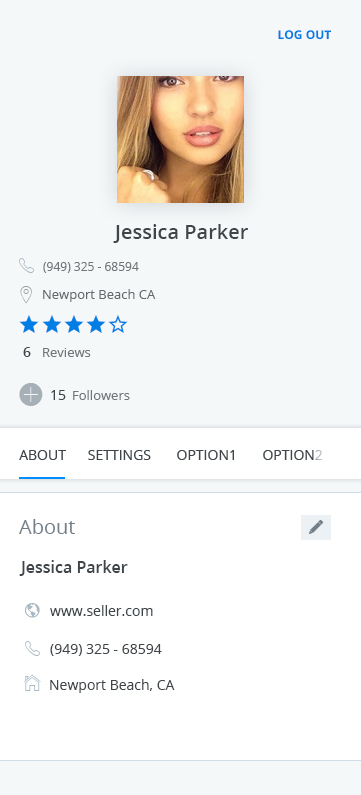 LOG OUT
Jessica Parker
(949) 325 - 68594
Newport Beach CA
6 Reviews
15 Followers
ABOUT SETTINGS OPTION1 OPTION2
About
Jessica Parker
www.seller.com
(949) 325 - 68594
Newport Beach, CA